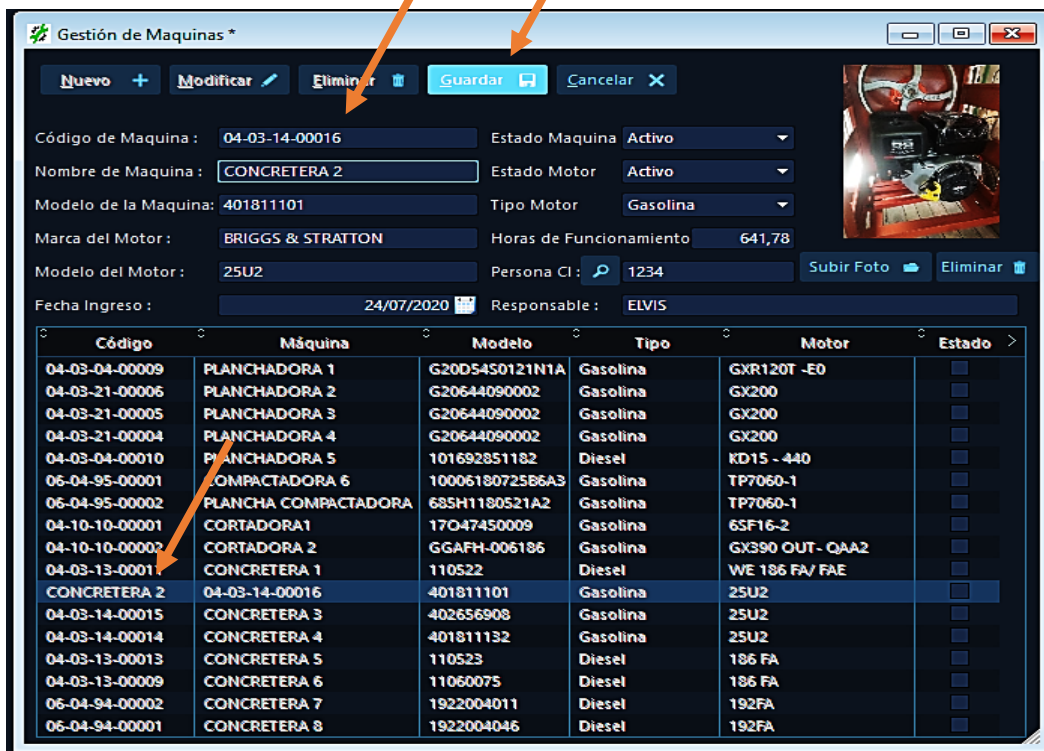 Gestión de Maquinas *
Nuevo + Modificar Eliminar Guardar Cancelar X
Código de Maquina : 04-03-14-00016 Estado Maquina Activo
Nombre de Maquina : CONCRETERA 2 Estado Motor Activo
Modelo de la Maquina: 401811101 Tipo Motor Gasolina
Marca del Motor : BRIGGS & STRATTON Horas de Funcionamiento 641,78
Modelo del Motor : 25U2 Persona CI : 1234 Subir Foto Eliminar
Fecha Ingreso : 24/07/2020 Responsable : ELVIS
Código Máquina Modelo Tipo Motor Estado >
04-03-04-00009 PLANCHADORA 1 G20D54S0121N1A Gasolina GXR120T -E0
04-03-21-00006 PLANCHADORA 2 G20644090002 Gasolina GX200
04-03-21-00005 PLANCHADORA 3 G20644090002 Gasolina GX200
04-03-21-00004 PLANCHADORA 4 G20644090002 Gasolina GX200
04-03-04-00010 PLANCHADORA 5 101692851182 Diesel KD15 - 440
06-04-95-00001 COMPACTADORA 6 10006180725B6A3 Gasolina TP7060-1
06-04-95-00002 PLANCHA COMPACTADORA 685H1180521A2 Gasolina TP7060-1
04-10-10-00001 CORTADORA1 17O47450009 Gasolina 6SF16-2
04-10-10-00002 CORTADORA 2 GGAFH-006186 Gasolina GX390 OUT- QAA2
04-03-13-00011 CONCRETERA 1 110522 Diesel WE 186 FA/ FAE
CONCRETERA 2 04-03-14-00016 401811101 Gasolina 25U2
04-03-14-00015 CONCRETERA 3 402656908 Gasolina 25U2
04-03-14-00014 CONCRETERA 4 401811132 Gasolina 25U2
04-03-13-00013 CONCRETERA 5 110523 Diesel 186 FA
04-03-13-00009 CONCRETERA 6 11060075 Diesel 186 FA
06-04-94-00002 CONCRETERA 7 1922004011 Diesel 192FA
06-04-94-00001 CONCRETERA 8 1922004046 Diesel 192FA